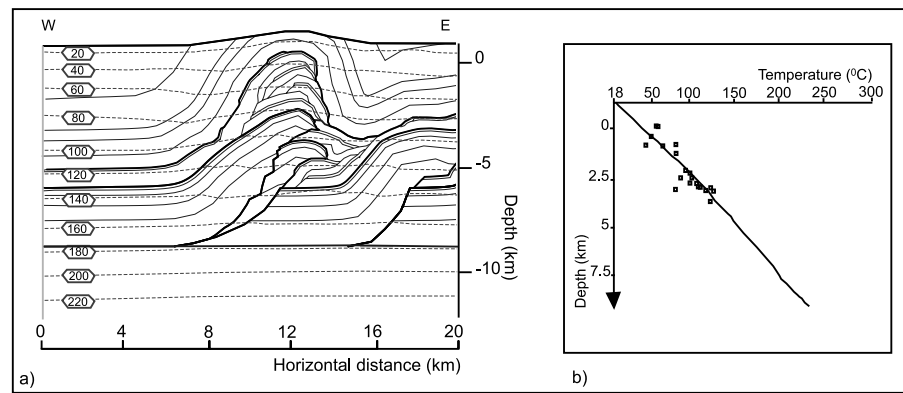 W E
20
40
60
80
100
120
140
160
180
200
220
0
-5
-10
Depth (km)
0 4 8 12 16 20
Horizontal distance (km)
a)
Temperature (⁰C)
18 50 100 150 200 250 300
0
2.5
5
7.5
Depth (km)
b)